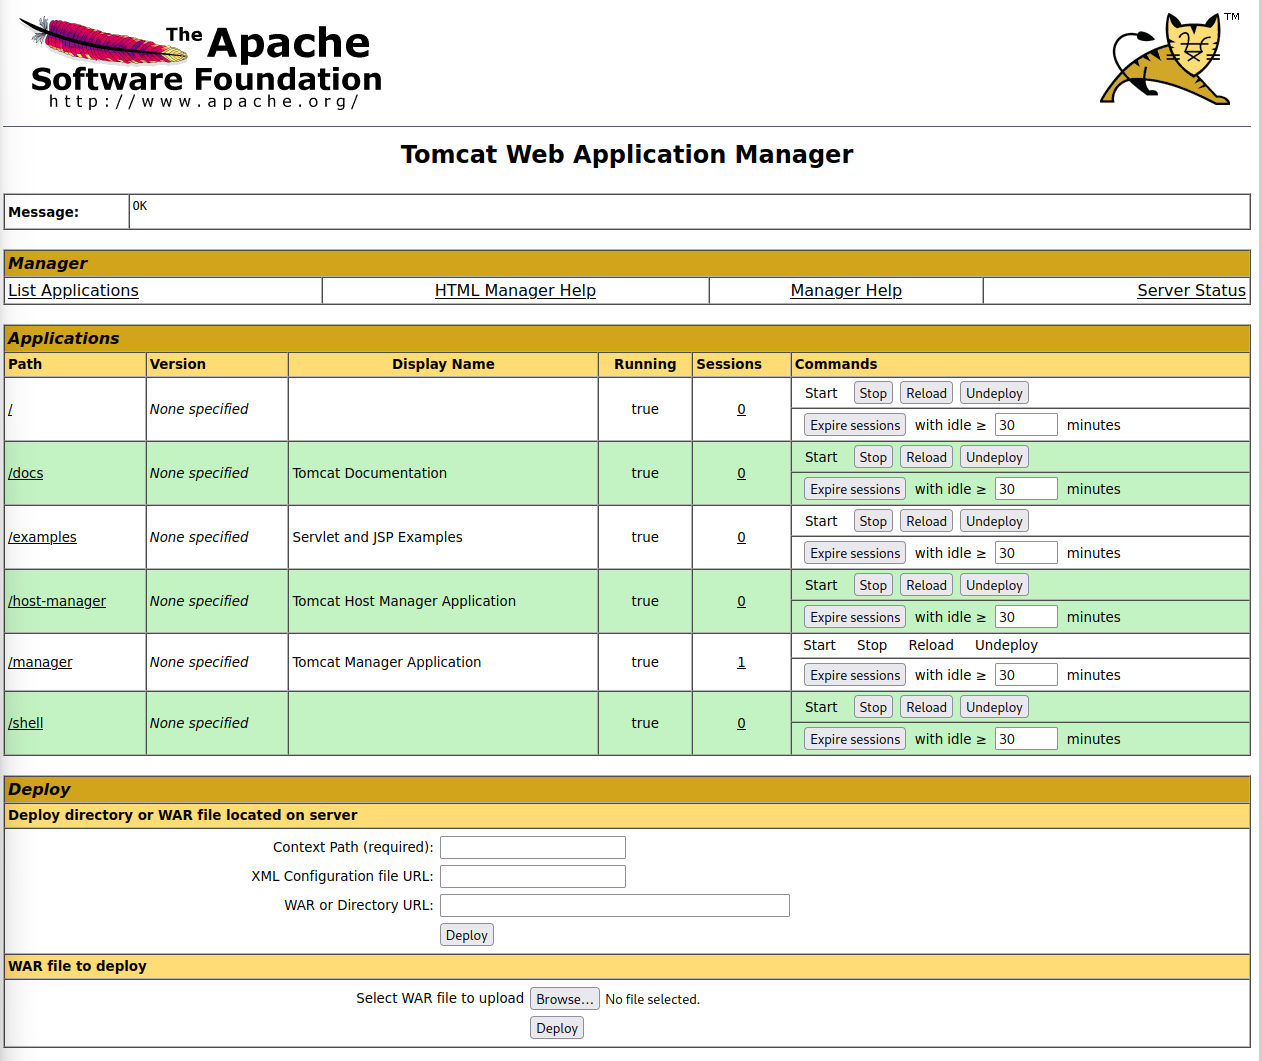 The Apache
Software Foundation
http://www.apache.org/
TM
Tomcat Web Application Manager
Message: OK
Manager
List Applications HTML Manager Help Manager Help Server Status
Applications
Path Version Display Name Running Sessions Commands
/ None specified true 0 Start Stop Reload Undeploy
Expire sessions with idle ≥ 30 minutes
/docs None specified Tomcat Documentation true 0 Start Stop Reload Undeploy
Expire sessions with idle ≥ 30 minutes
/examples None specified Servlet and JSP Examples true 0 Start Stop Reload Undeploy
Expire sessions with idle ≥ 30 minutes
/host-manager None specified Tomcat Host Manager Application true 0 Start Stop Reload Undeploy
Expire sessions with idle ≥ 30 minutes
/manager None specified Tomcat Manager Application true 1 Start Stop Reload Undeploy
Expire sessions with idle ≥ 30 minutes
/shell None specified true 0 Start Stop Reload Undeploy
Expire sessions with idle ≥ 30 minutes
Deploy
Deploy directory or WAR file located on server
Context Path (required):
XML Configuration file URL:
WAR or Directory URL:
Deploy
WAR file to deploy
Select WAR file to upload Browse... No file selected.
Deploy